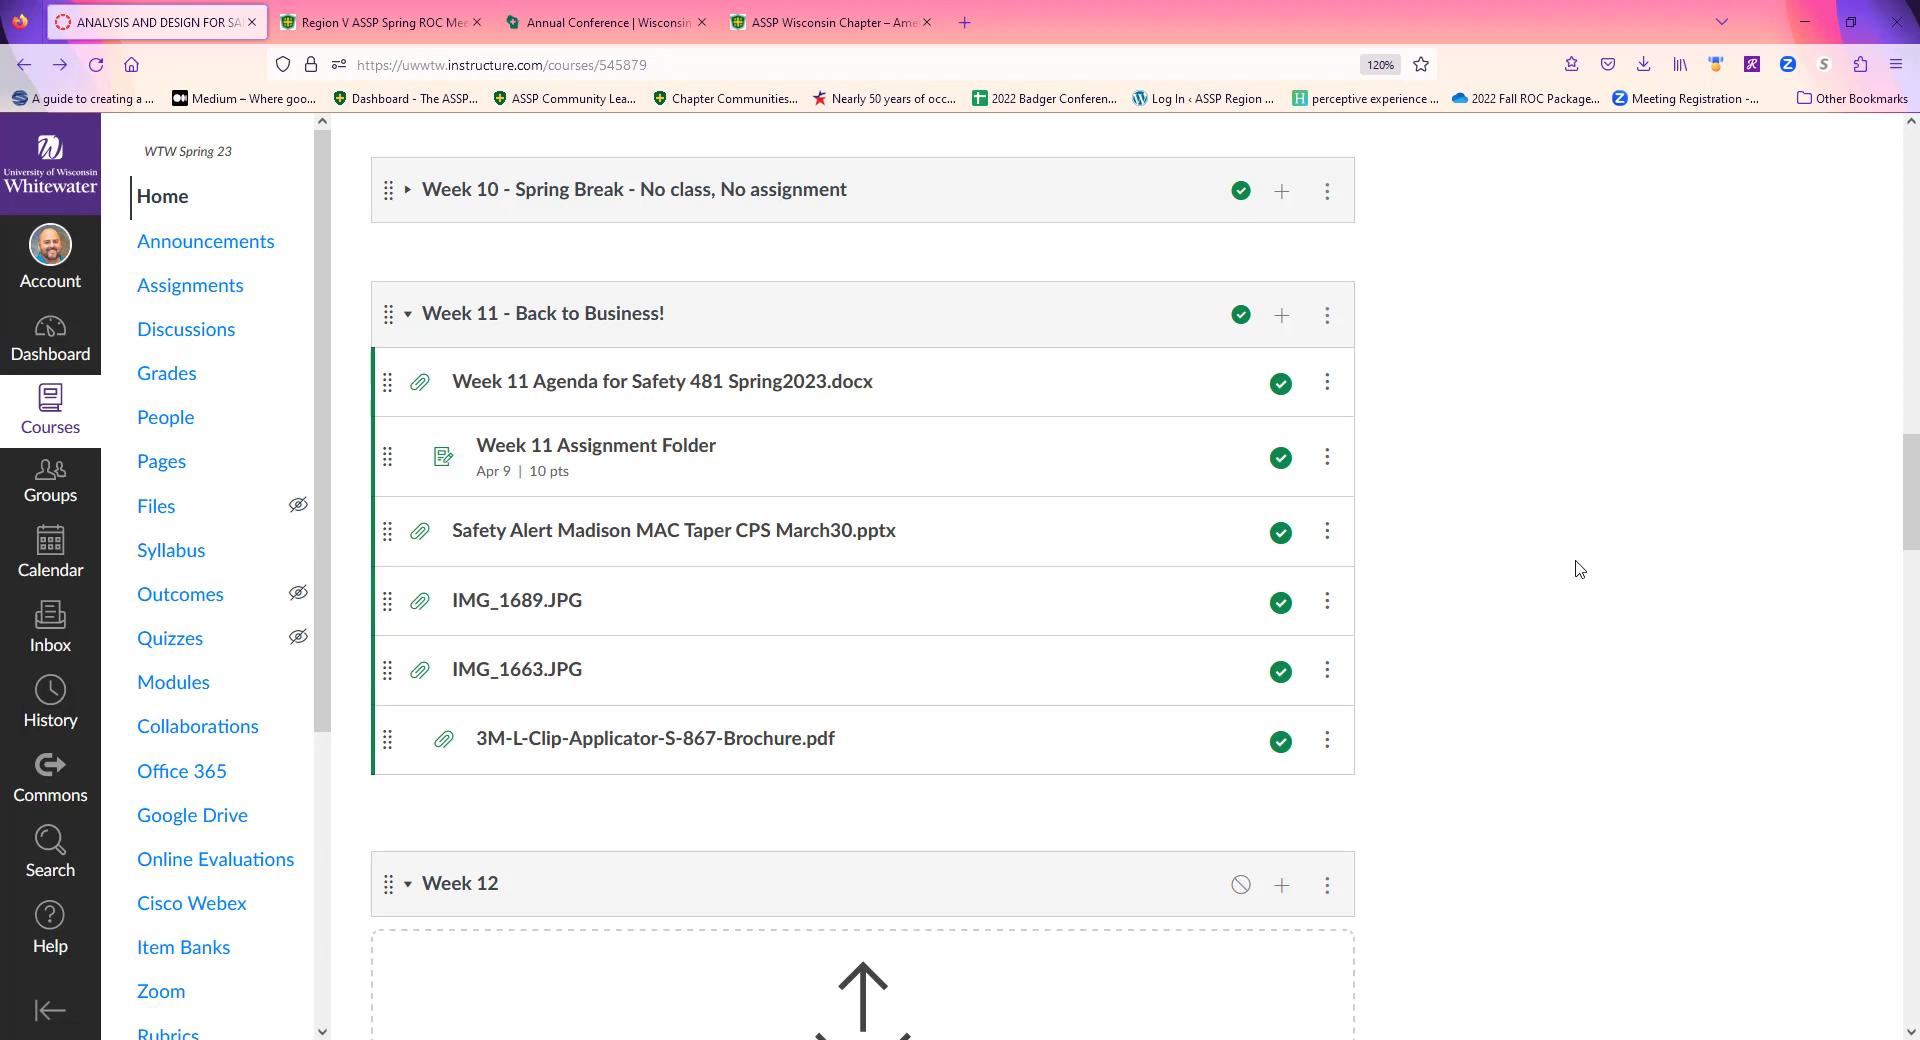 ANALYSIS AND DESIGN FOR SA
Region V ASSP Spring ROC Mee
Annual Conference | Wisconsin
ASSP Wisconsin Chapter – Ame
https://uwwtw.instructure.com/courses/545879
120%
A guide to creating a ...
Medium – Where goo...
Dashboard - The ASSP...
ASSP Community Lea...
Chapter Communities...
Nearly 50 years of occ...
2022 Badger Conferen...
Log In ‹ ASSP Region ...
perceptive experience ...
2022 Fall ROC Package...
Meeting Registration -...
Other Bookmarks
University of Wisconsin
Whitewater
Account
Dashboard
Courses
Groups
Calendar
Inbox
History
Commons
Search
Help
WTW Spring 23
Home
Announcements
Assignments
Discussions
Grades
People
Pages
Files
Syllabus
Outcomes
Quizzes
Modules
Collaborations
Office 365
Google Drive
Online Evaluations
Cisco Webex
Item Banks
Zoom
Rubrics
Week 10 - Spring Break - No class, No assignment
Week 11 - Back to Business!
Week 11 Agenda for Safety 481 Spring2023.docx
Week 11 Assignment Folder
Apr 9 | 10 pts
Safety Alert Madison MAC Taper CPS March30.pptx
IMG_1689.JPG
IMG_1663.JPG
3M-L-Clip-Applicator-S-867-Brochure.pdf
Week 12